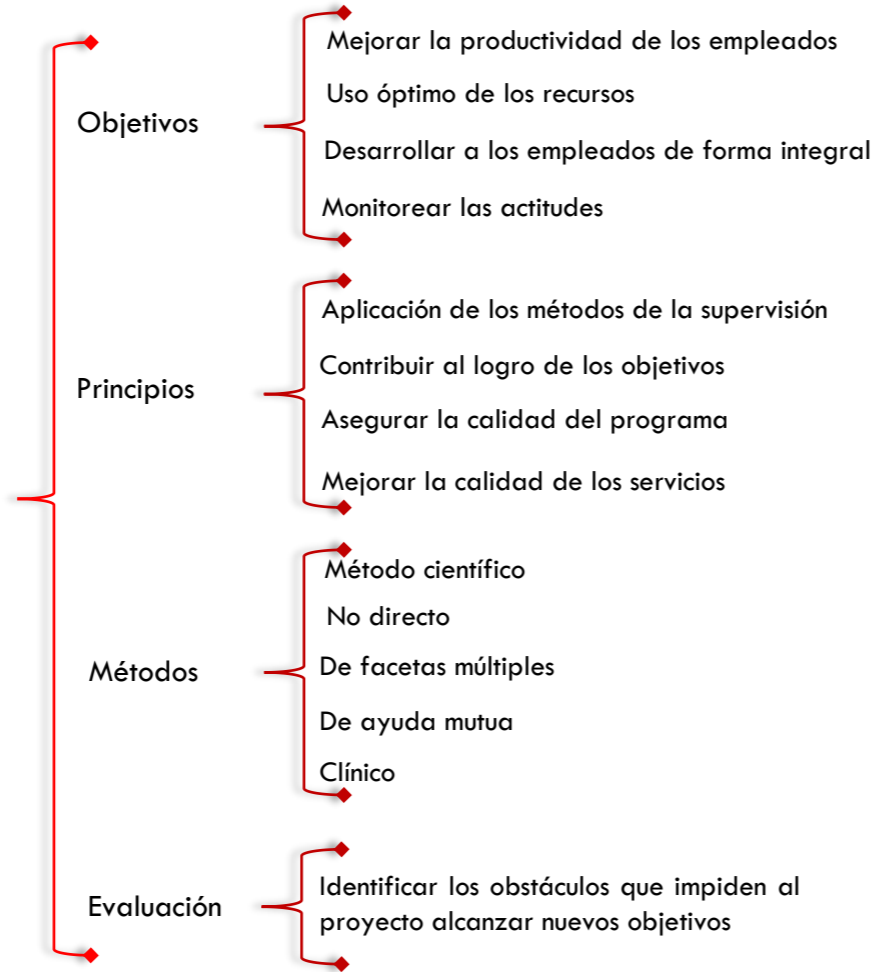 Objetivos
Mejorar la productividad de los empleados
Uso óptimo de los recursos
Desarrollar a los empleados de forma integral
Monitorear las actitudes
Principios
Aplicación de los métodos de la supervisión
Contribuir al logro de los objetivos
Asegurar la calidad del programa
Mejorar la calidad de los servicios
Métodos
Método científico
No directo
De facetas múltiples
De ayuda mutua
Clínico
Evaluación
Identificar los obstáculos que impiden al
proyecto alcanzar nuevos objetivos